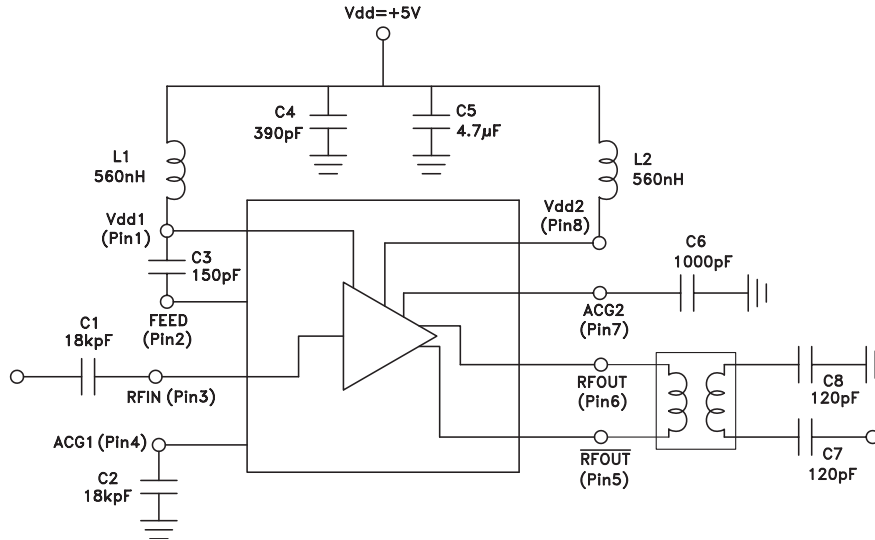 Vdd=+5V
C4
390pF
C5
4.7µF
L1
560nH
L2
560nH
Vdd1
(Pin1)
Vdd2
(Pin8)
C3
150pF
C6
1000pF
FEED
(Pin2)
ACG2
(Pin7)
C1
18kpF
RFIN (Pin3)
RFOUT
(Pin6)
C8
120pF
ACG1 (Pin4)
C2
18kpF
RFOUT
(Pin5)
C7
120pF